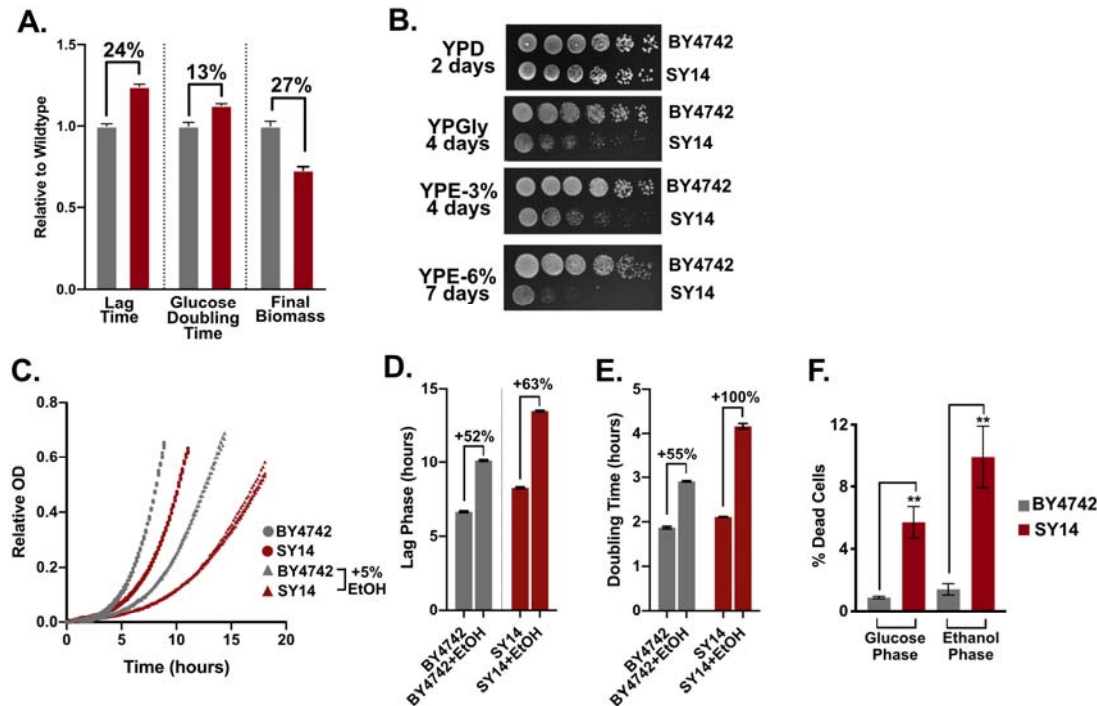 A.
1.5
1.0
0.5
0.0
Relative to Wildtype
24%
13%
27%
Lag
Time
Glucose
Doubling
Time
Final
Biomass
B.
YPD
2 days
BY4742
SY14
YPGly
4 days
BY4742
SY14
YPE-3%
4 days
BY4742
SY14
YPE-6%
7 days
BY4742
SY14
C.
0.8
0.6
0.4
0.2
0.0
Relative OD
0
5
10
15
20
Time (hours)
BY4742
SY14
BY4742
SY14
+5%
EtOH
D.
15
10
5
0
Lag Phase (hours)
+52%
+63%
BY4742
BY4742+EtOH
SY14
SY14+EtOH
E.
5
4
3
2
1
0
Doubling Time (hours)
+55%
+100%
BY4742
BY4742+EtOH
SY14
SY14+EtOH
F.
12
8
4
0
% Dead Cells
**
**
Glucose
Phase
Ethanol
Phase
BY4742
SY14